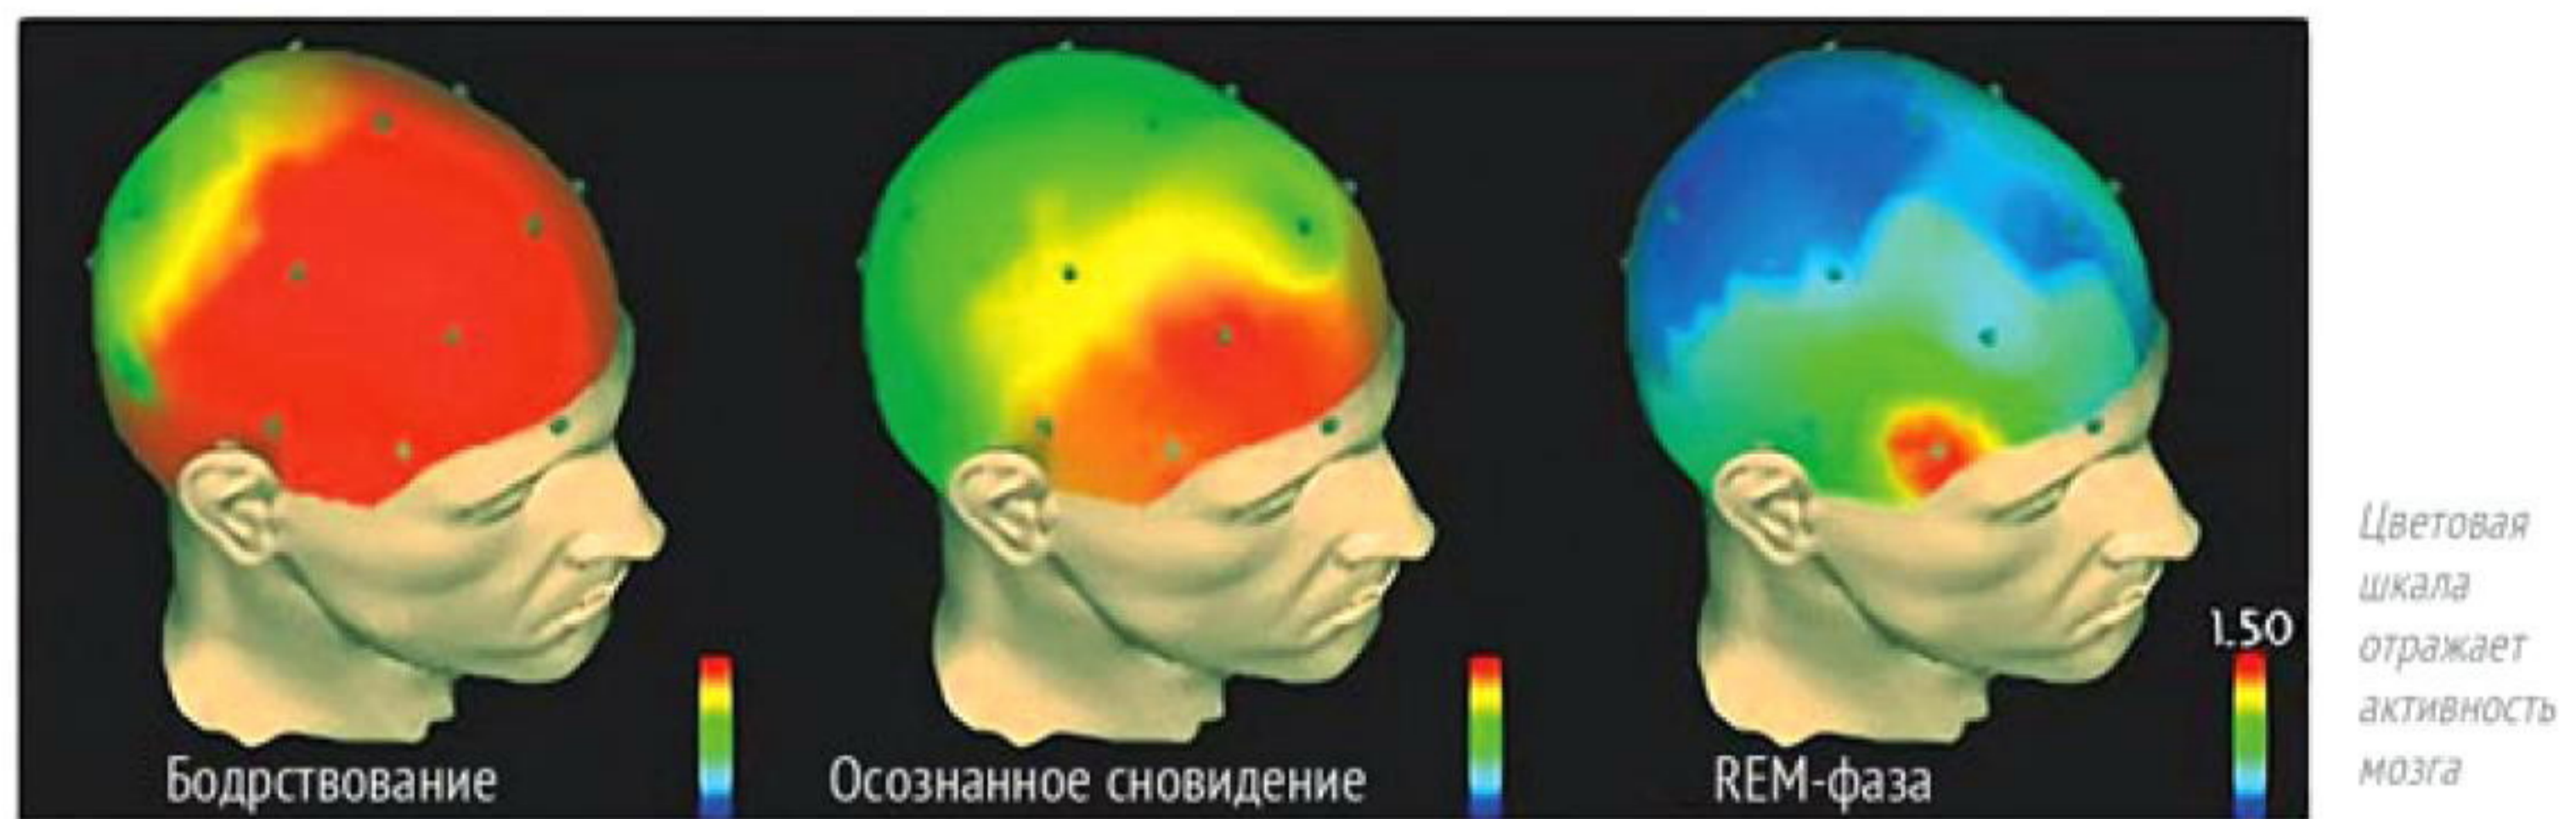 Бодрствование
Осознанное сновидение
REM-фаза
1.50
Цветовая
шкала
отражает
активность
мозга